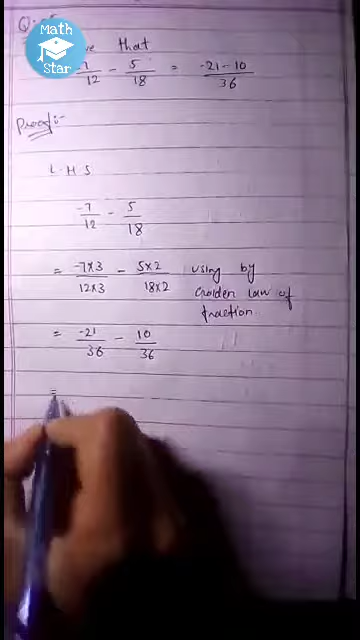 Math
Star
that
-7/12 - 5/18 = -21-10/36
Proof:-
L.H.S
-7/12 - 5/18
= -7×3/12×3 - 5×2/18×2 using by
Golden law of
fraction.
= -21/36 - 10/36
=